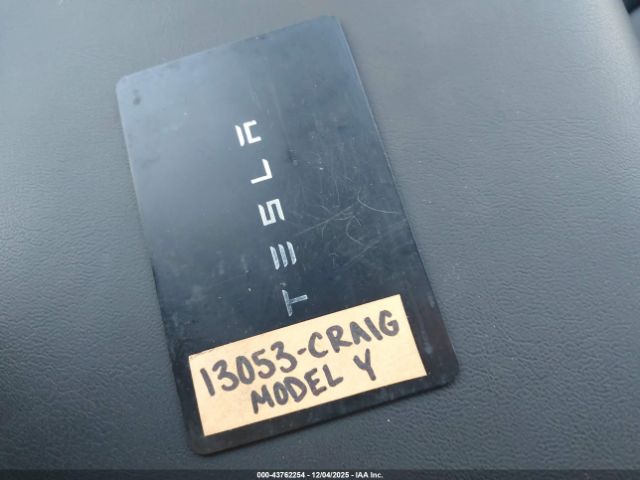 TESLA
13053-CRAIG
MODEL Y
000-43762254 - 12/04/2025 - IAA Inc.